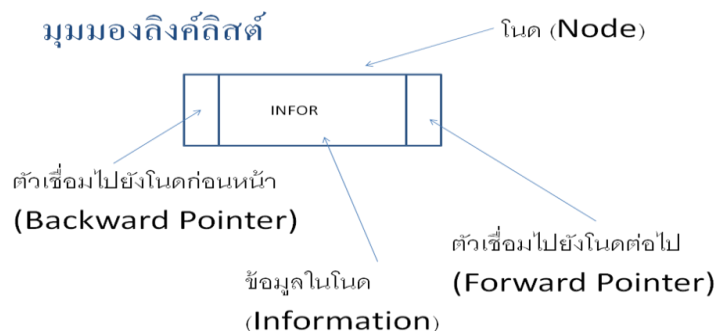 มุมมองลิงค์ลิสต์
โนด (Node)
INFOR
ตัวเชื่อมไปยังโนดก่อนหน้า
(Backward Pointer)
ตัวเชื่อมไปยังโนดต่อไป
(Forward Pointer)
ข้อมูลในโนด
(Information)